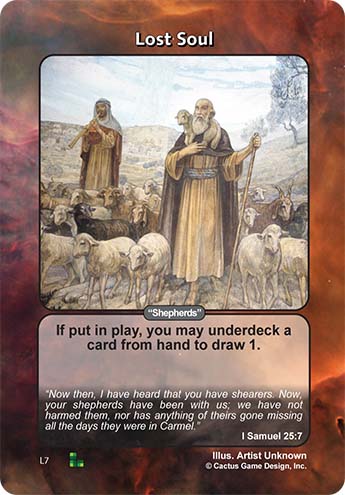 Lost Soul
"Shepherds"
If put in play, you may underdeck a
card from hand to draw 1.
"Now then, I have heard that you have shearers. Now,
your shepherds have been with us; we have not
harmed them, nor has anything of theirs gone missing
all the days they were in Carmel."
I Samuel 25:7
L7
Illus. Artist Unknown
© Cactus Game Design, Inc.